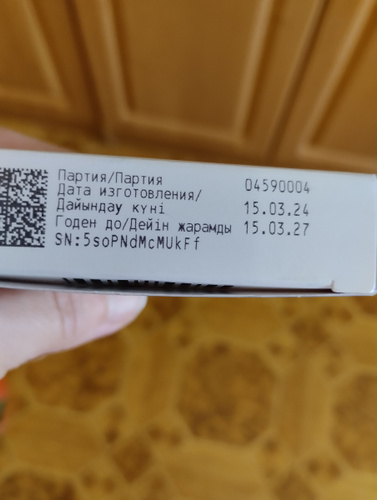 Партия/Партия 04590004
Дата изготовления/
Дайындау күні 15.03.24
Годен до/Дейін жарамды 15.03.27
SN:5soPNdMcMUkFf